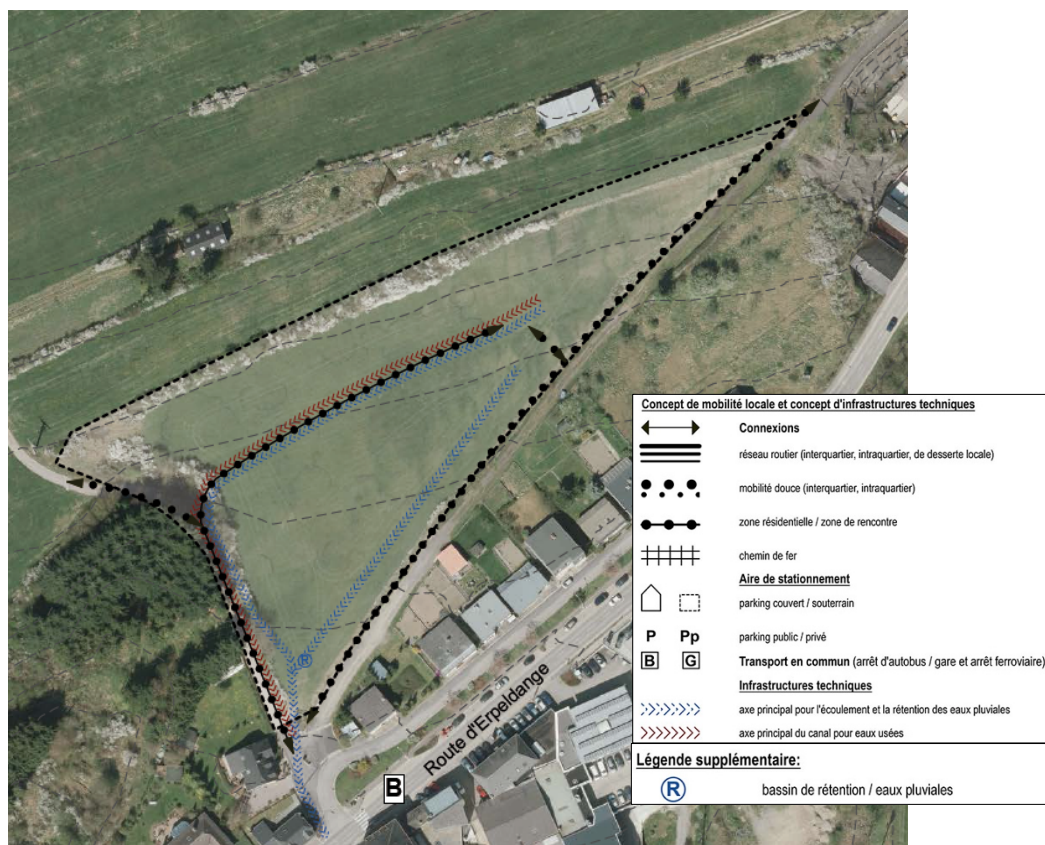 Concept de mobilité locale et concept d'infrastructures techniques
Connexions
réseau routier (interquartier, intraquartier, de desserte locale)
mobilité douce (interquartier, intraquartier)
zone résidentielle / zone de rencontre
chemin de fer
Aire de stationnement
parking couvert / souterrain
P Pp parking public / privé
B G Transport en commun (arrêt d'autobus / gare et arrêt ferroviaire)
Infrastructures techniques
axe principal pour l'écoulement et la rétention des eaux pluviales
axe principal du canal pour eaux usées
R
Route d'Erpeldange
B
Légende supplémentaire:
R bassin de rétention / eaux pluviales